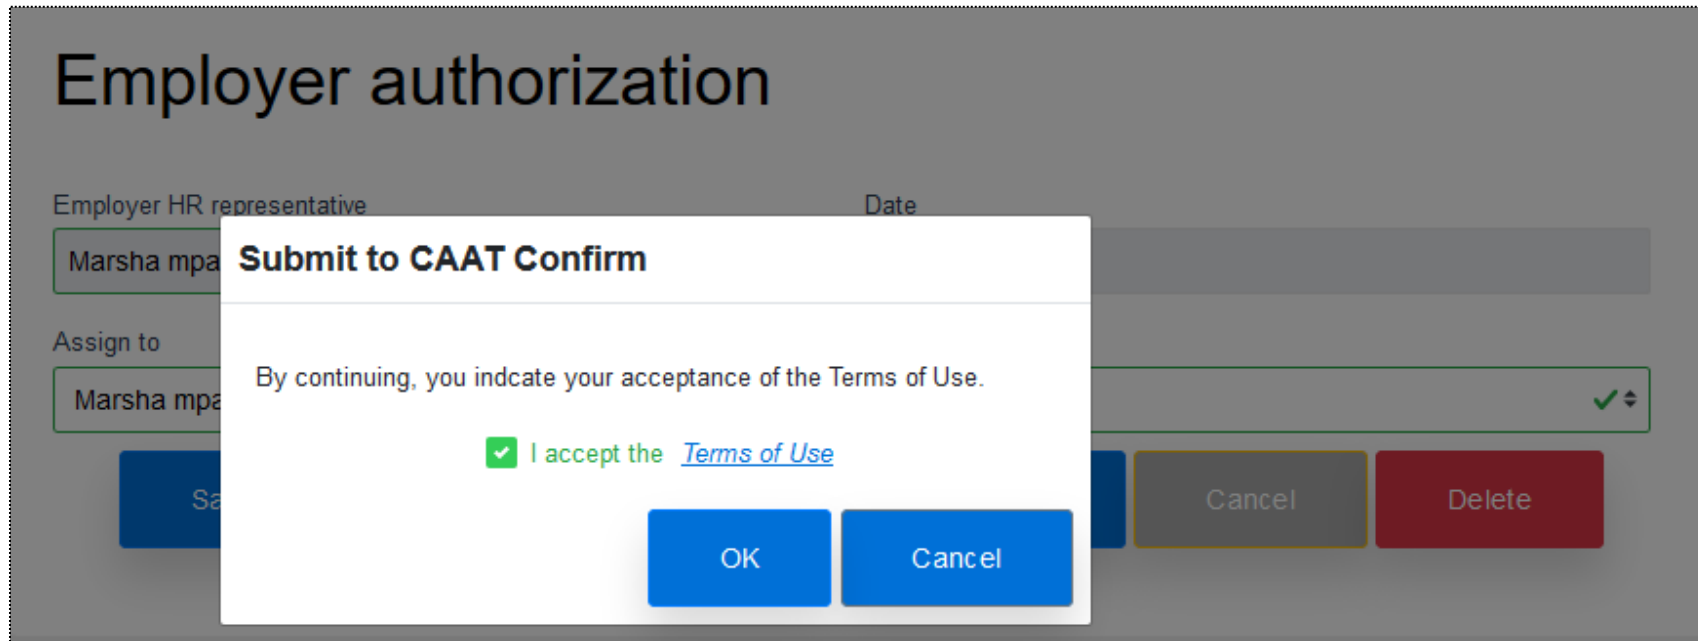 Employer authorization
Employer HR representative
Date
Marsha mpa
Submit to CAAT Confirm
Assign to
Marsha mpa
By continuing, you indcate your acceptance of the Terms of Use.
I accept the Terms of Use
Sa
Cancel
Delete
OK
Cancel